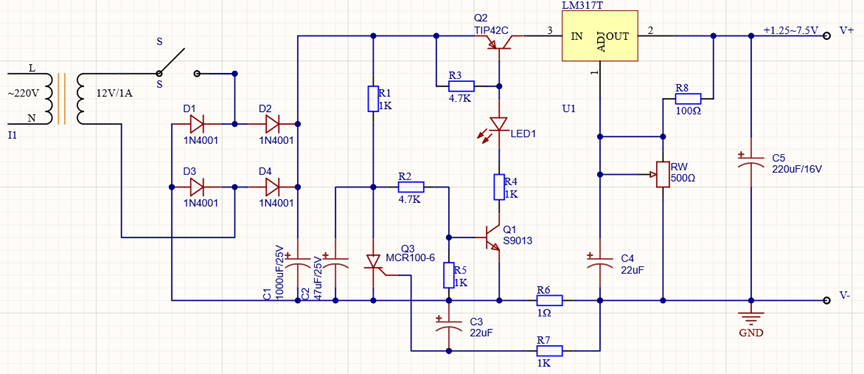 LM317T
Q2
TIP42C
3
IN
ADJ
OUT
2
+1.25~7.5V
V+
S
1
L
~220V
N
I1
12V/1A
S
R1
1K
R3
4.7K
U1
R8
100Ω
D1
1N4001
D2
1N4001
LED1
D3
1N4001
D4
1N4001
R2
4.7K
R4
1K
RW
500Ω
C5
220uF/16V
Q1
S9013
Q3
MCR100-6
C1
1000uF/25V
C2
47uF/25V
R5
1K
C4
22uF
R6
1Ω
V-
C3
22uF
R7
1K
GND